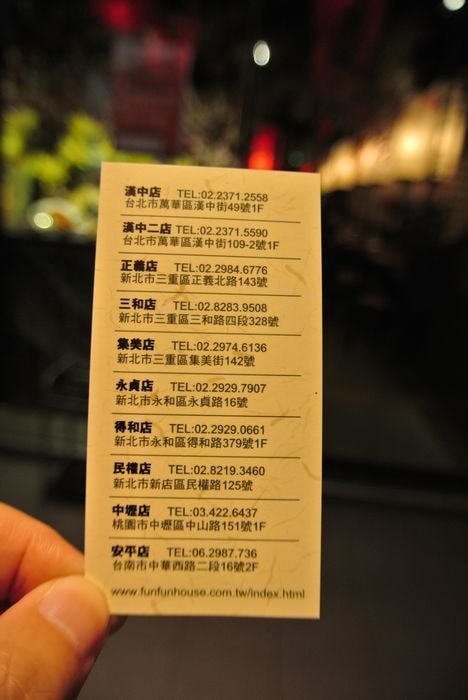 漢中店 TEL:02.2371.2558
台北市萬華區漢中街49號1F
漢中二店 TEL:02.2371.5590
台北市萬華區漢中街109-2號1F
正義店 TEL:02.2984.6776
新北市三重區正義北路143號
三和店 TEL:02.8283.9508
新北市三重區三和路四段328號
集美店 TEL:02.2974.6136
新北市三重區集美街142號
永貞店 TEL:02.2929.7907
新北市永和區永貞路16號
得和店 TEL:02.2929.0661
新北市永和區得和路379號1F
民權店 TEL:02.8219.3460
新北市新店區民權路125號
中壢店 TEL:03.422.6437
桃園市中壢區中山路151號1F
安平店 TEL:06.2987.736
台南市中華西路二段16號2F
www.funfunhouse.com.tw/index.html